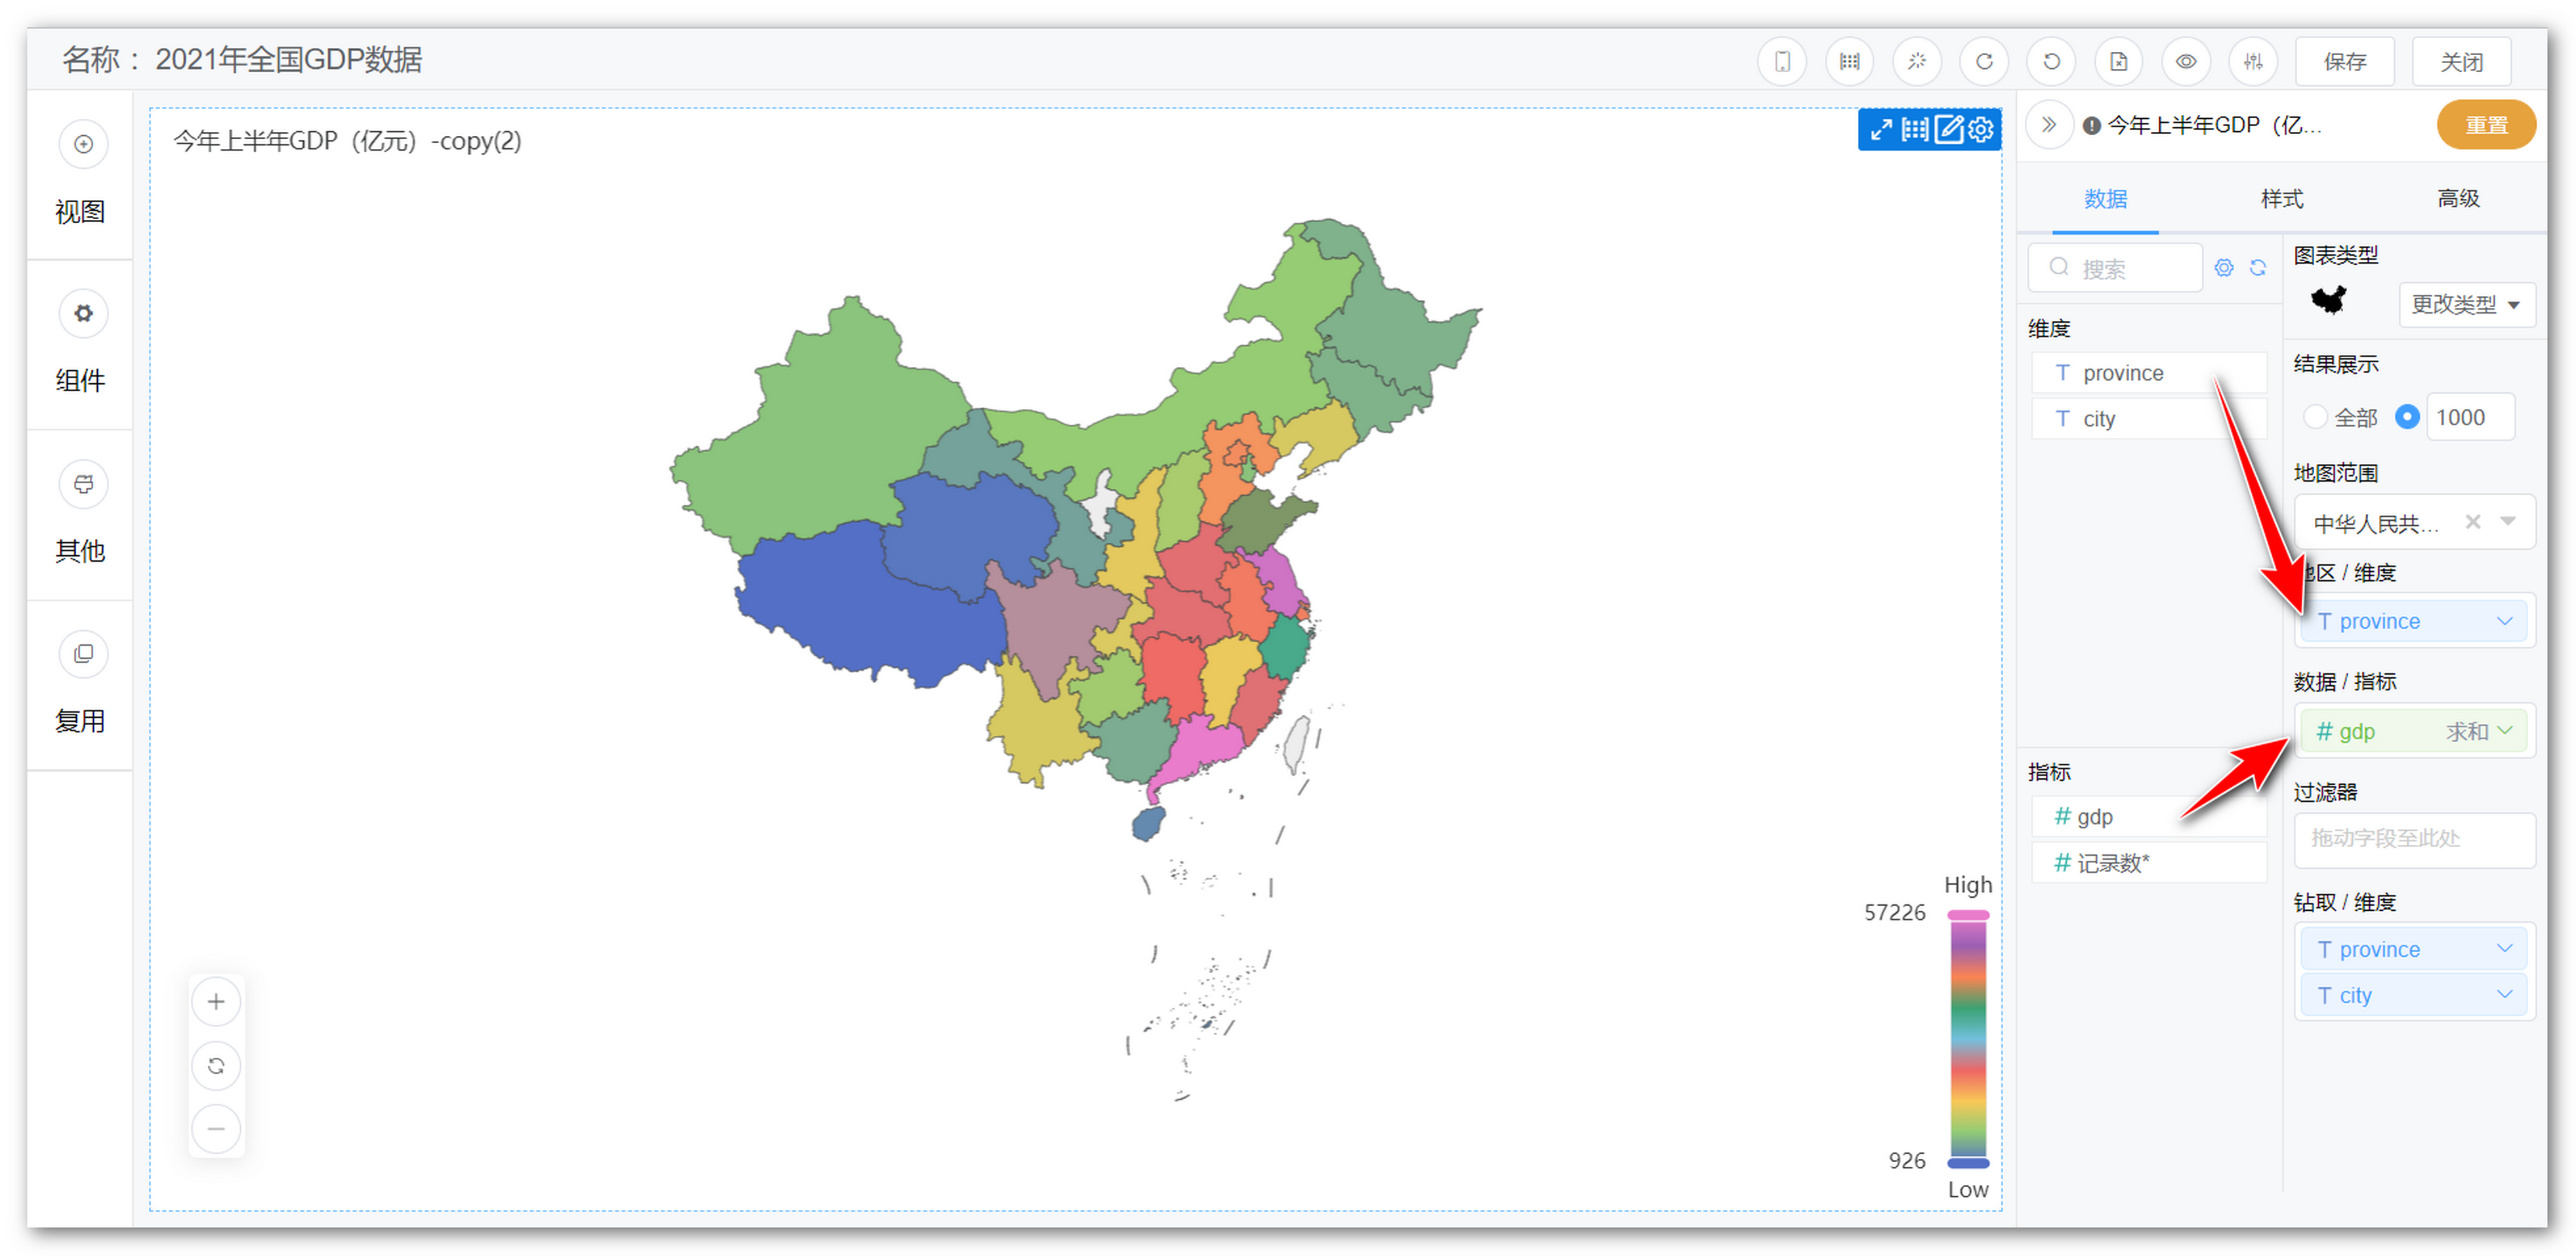 名称： 2021年全国GDP数据
保存
关闭
视图
组件
其他
复用
今年上半年GDP（亿元）-copy(2)
High
57226
926
Low
今年上半年GDP（亿...
重置
数据
样式
高级
搜索
维度
T province
T city
指标
# gdp
# 记录数*
图表类型
更改类型
结果展示
全部
1000
地图范围
中华人民共...
区 / 维度
T province
数据 / 指标
# gdp 求和
过滤器
拖动字段至此处
钻取 / 维度
T province
T city